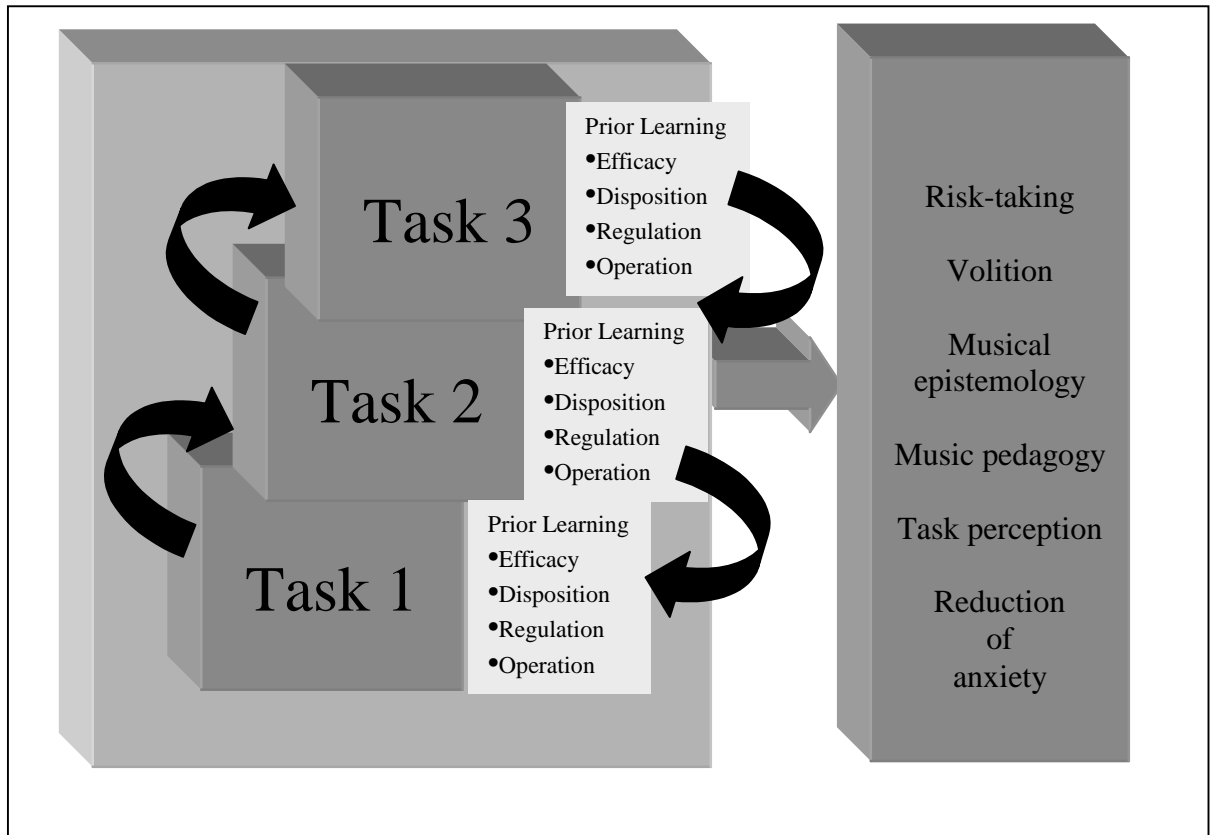 Task 3
Prior Learning
•Efficacy
•Disposition
•Regulation
•Operation
Task 2
Prior Learning
•Efficacy
•Disposition
•Regulation
•Operation
Task 1
Prior Learning
•Efficacy
•Disposition
•Regulation
•Operation
Risk-taking
Volition
Musical
epistemology
Music pedagogy
Task perception
Reduction
of
anxiety